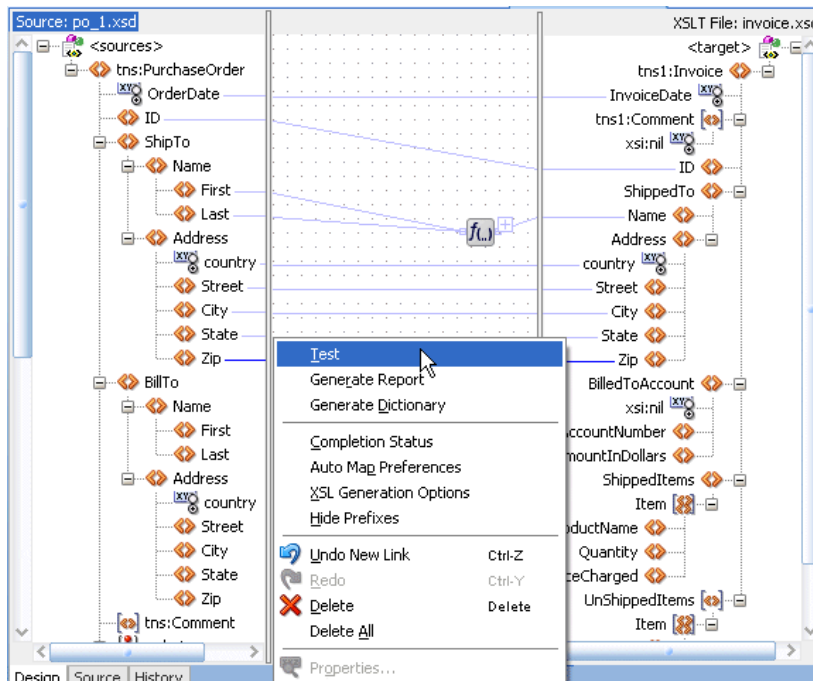 Source: po_1.xsd
<sources>
tns:PurchaseOrder
OrderDate
ID
ShipTo
Name
First
Last
Address
country
Street
City
State
Zip
BillTo
Name
First
Last
Address
country
Street
City
State
Zip
tns:Comment
Design Source History
f(..)
Test
Generate Report
Generate Dictionary
Completion Status
Auto Map Preferences
XSL Generation Options
Hide Prefixes
Undo New Link Ctrl-Z
Redo Ctrl-Y
Delete Delete
Delete All
Properties...
XSLT File: invoice.xs
<target>
tns1:Invoice
InvoiceDate
tns1:Comment
xsi:nil
ID
ShippedTo
Name
Address
country
Street
City
State
Zip
BilledToAccount
xsi:nil
ccountNumber
mountInDollars
ShippedItems
Item
ductName
Quantity
ceCharged
UnShippedItems
Item